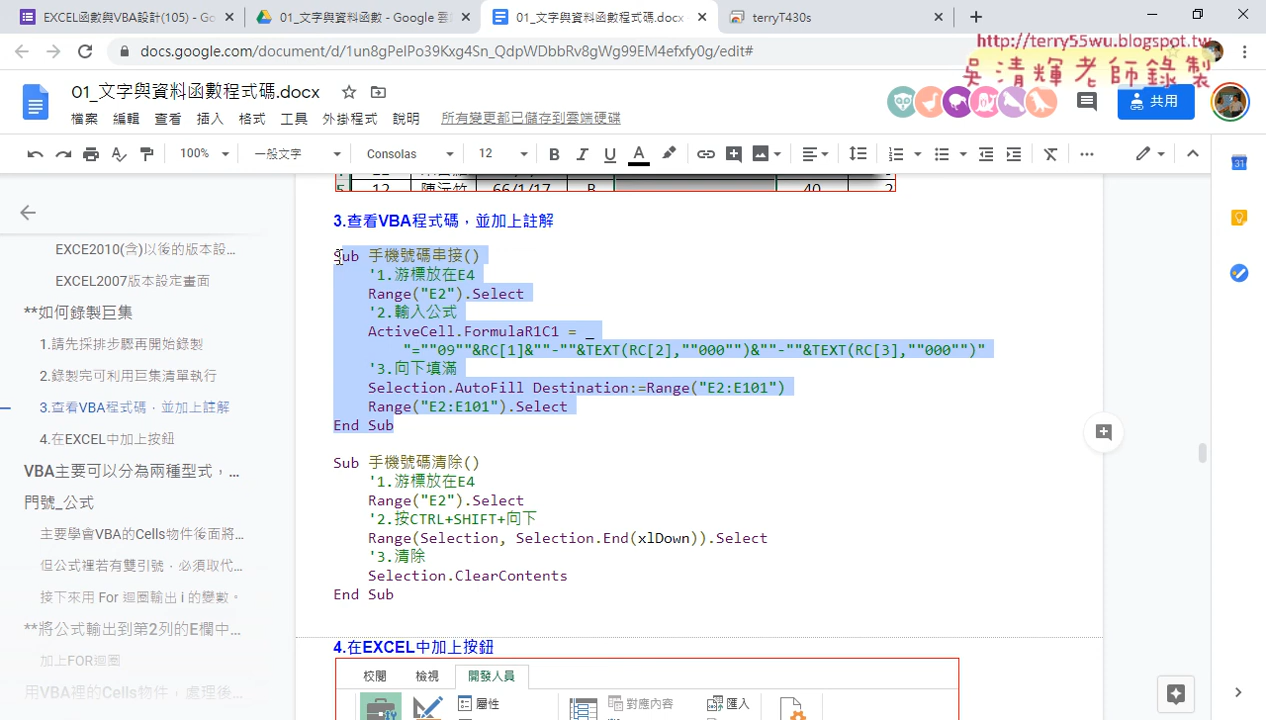 EXCEL函數與VBA設計(105) - Go
01_文字與資料函數 - Google 雲
01_文字與資料函數程式碼.docx
terryT430s
docs.google.com/document/d/1un8gPeIPo39Kxg4Sn_QdpWDbbRv8gWg99EM4efxfy0g/edit#
http://terry55wu.blogspot.tw
吳清輝老師錄製
01_文字與資料函數程式碼.docx
檔案 編輯 查看 插入 格式 工具 外掛程式 說明 所有變更都已儲存到雲端硬碟
共用
100% 一般文字 Consolas 12
5 12 陳沅竹 66/1/17 B 40 2
EXCE2010(含)以後的版本設...
EXCEL2007版本設定畫面
**如何錄製巨集
1.請先採排步驟再開始錄製
2.錄製完可利用巨集清單執行
3.查看VBA程式碼，並加上註解
4.在EXCEL中加上按鈕
VBA主要可以分為兩種型式，...
門號_公式
主要學會VBA的Cells物件後面將...
但公式裡若有雙引號，必須取代...
接下來用 For 迴圈輸出 i 的變數。
**將公式輸出到第2列的E欄中...
加上FOR迴圈
用VBA裡的Cells物件，處理後...
3.查看VBA程式碼，並加上註解
Sub 手機號碼串接()
'1.游標放在E4
Range("E2").Select
'2.輸入公式
ActiveCell.FormulaR1C1 = _
"=""09""&RC[1]&""-""&TEXT(RC[2],""000"")&""-""&TEXT(RC[3],""000"")"
'3.向下填滿
Selection.AutoFill Destination:=Range("E2:E101")
Range("E2:E101").Select
End Sub
Sub 手機號碼清除()
'1.游標放在E4
Range("E2").Select
'2.按CTRL+SHIFT+向下
Range(Selection, Selection.End(xlDown)).Select
'3.清除
Selection.ClearContents
End Sub
4.在EXCEL中加上按鈕
校閱 檢視 開發人員
屬性 對應內容 匯入